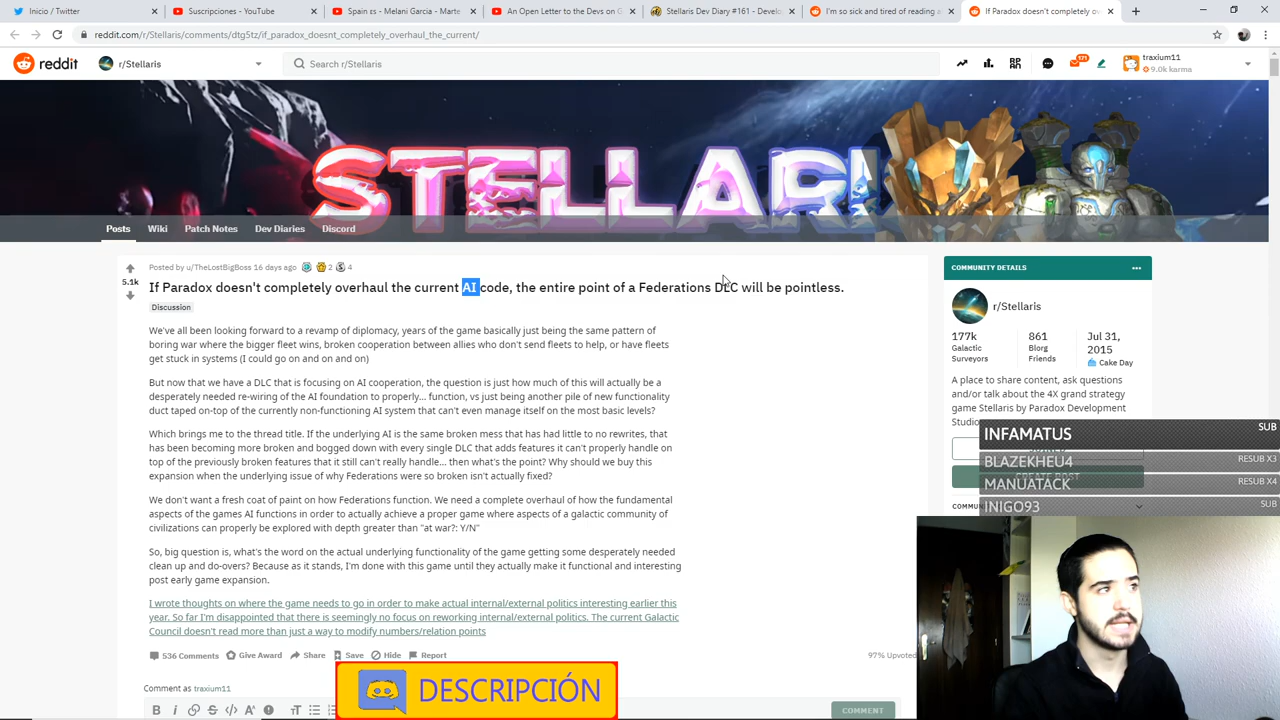 Inicio / Twitter
Suscripciones - YouTube
Spain rs – Melani Garcia – Marte
An Open Letter to the Devs on G
Stellaris Dev Diary #161 - Develo
I'm so sick and tired of reading a
If Paradox doesn't completely ov
reddit.com/r/Stellaris/comments/dtg5tz/if_paradox_doesnt_completely_overhaul_the_current/
reddit
r/Stellaris
Search r/Stellaris
171
traxium11
9.0k karma
STELLARI
Posts
Wiki
Patch Notes
Dev Diaries
Discord
Posted by u/TheLostBigBoss 16 days ago
2
4
5.1k
If Paradox doesn't completely overhaul the current AI code, the entire point of a Federations DLC will be pointless.
Discussion
We've all been looking forward to a revamp of diplomacy, years of the game basically just being the same pattern of
boring war where the bigger fleet wins, broken cooperation between allies who don't send fleets to help, or have fleets
get stuck in systems (I could go on and on and on)
But now that we have a DLC that is focusing on AI cooperation, the question is just how much of this will actually be a
desperately needed re-wiring of the AI foundation to properly... function, vs just being another pile of new functionality
duct taped on-top of the currently non-functioning AI system that can't even manage itself on the most basic levels?
Which brings me to the thread title. If the underlying AI is the same broken mess that has had little to no rewrites, that
has been becoming more broken and bogged down with every single DLC that adds features it can't properly handle on
top of the previously broken features that it still can't really handle... then what's the point? Why should we buy this
expansion when the underlying issue of why Federations were so broken isn't actually fixed?
We don't want a fresh coat of paint on how Federations function. We need a complete overhaul of how the fundamental
aspects of the games AI functions order to actually achieve a proper game where aspects of a galactic community of
civilizations can properly be explored with depth greater than "at war?: Y/N"
So, big question is, what's the word on the actual underlying functionality of the game getting some desperately needed
clean up and do-overs? Because as it stands, I'm done with this game until they actually make it functional and interesting
post early game expansion.
I wrote thoughts on where the game needs to go in order to make actual internal/external politics interesting earlier this
year. So far I'm disappointed that there is seemingly no focus on reworking internal/external politics. The current Galactic
Council doesn't read more than just a way to modify numbers/relation points
536 Comments
Give Award
Share
Save
Hide
Report
97% Upvoted
Comment as traxium11
COMMENT
DESCRIPCIÓN
COMMUNITY DETAILS
r/Stellaris
177k
861
Jul 31,
2015
Galactic
Surveyors
Blorg
Friends
Cake Day
A place to share content, ask questions
and/or talk about the 4X grand strategy
game Stellaris by Paradox Development
Studio
CREATE POST
COMMUN
INFAMATUS SUB
BLAZEKHEU4 RESUB X3
MANUATACK RESUB X4
INIGO93 SUB